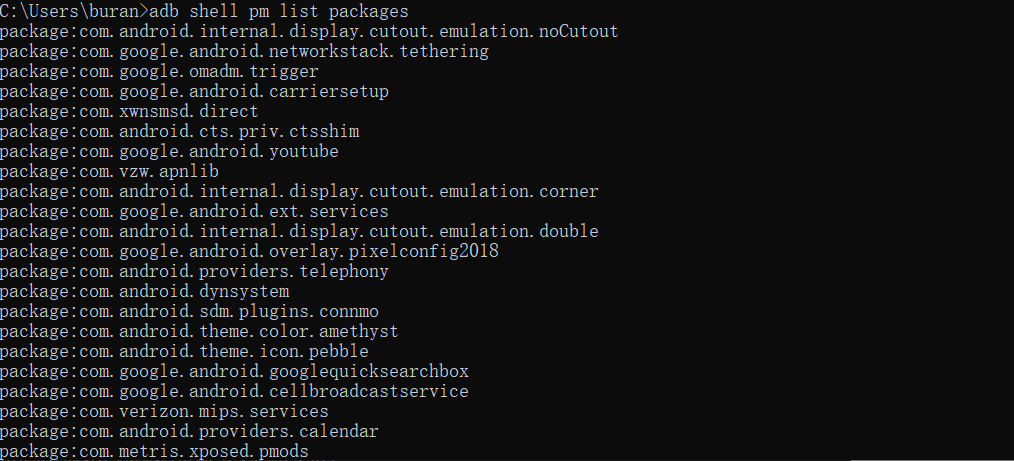 C:\Users\buran>adb shell pm list packages
package:com.android.internal.display.cutout.emulation.noCutout
package:com.google.android.networkstack.tethering
package:com.google.omadm.trigger
package:com.google.android.carriersetup
package:com.xwnsmsd.direct
package:com.android.cts.priv.ctsshim
package:com.google.android.youtube
package:com.vzw.apnlib
package:com.android.internal.display.cutout.emulation.corner
package:com.google.android.ext.services
package:com.android.internal.display.cutout.emulation.double
package:com.google.android.overlay.pixelconfig2018
package:com.android.providers.telephony
package:com.android.dynsystem
package:com.android.sdm.plugins.connmo
package:com.android.theme.color.amethyst
package:com.android.theme.icon.pebble
package:com.google.android.googlequicksearchbox
package:com.google.android.cellbroadcastservice
package:com.verizon.mips.services
package:com.android.providers.calendar
package:com.metris.xposed.pmods